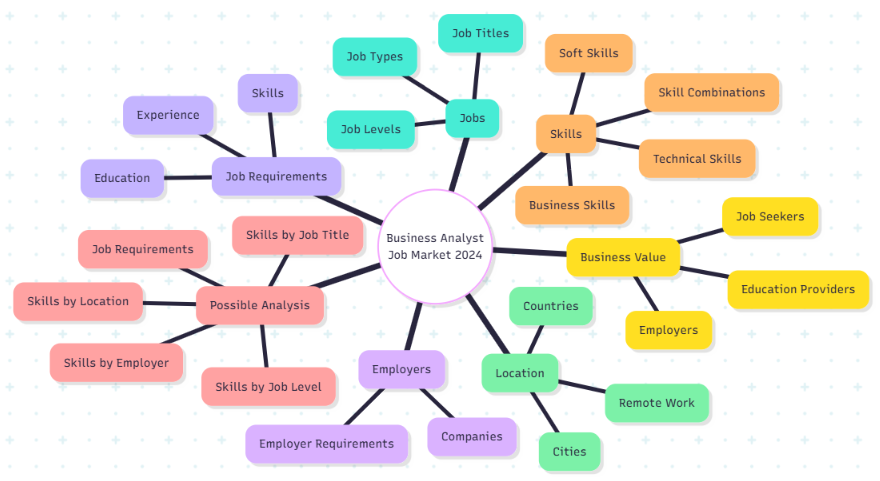 Job Titles
Job Types
Soft Skills
Skills
Skill Combinations
Experience
Jobs
Job Levels
Skills
Technical Skills
Education
Job Requirements
Business Skills
Job Seekers
Skills by Job Title
Business Analyst
Job Market 2024
Job Requirements
Business Value
Education Providers
Skills by Location
Possible Analysis
Countries
Employers
Skills by Employer
Employers
Location
Skills by Job Level
Remote Work
Employer Requirements
Companies
Cities